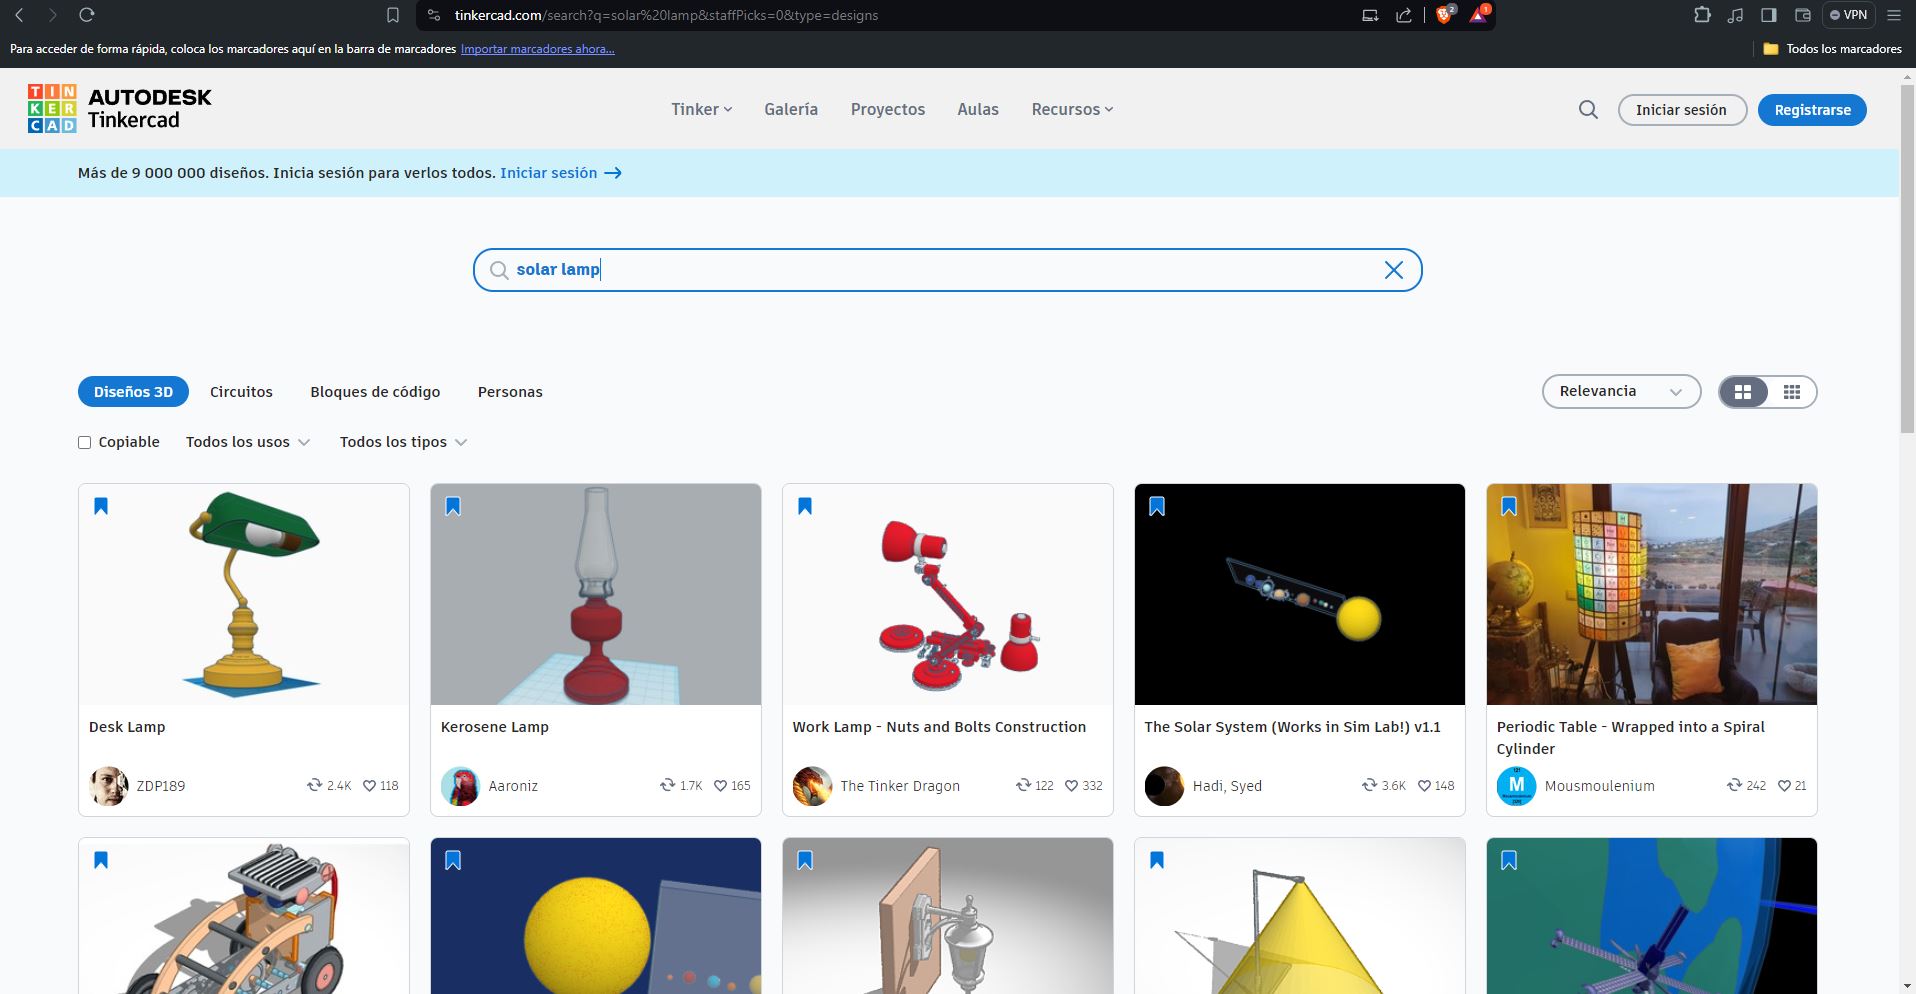 tinkercad.com/search?q=solar%20lamp&staffPicks=0&type=designs
2
1
VPN
Para acceder de forma rápida, coloca los marcadores aquí en la barra de marcadores Importar marcadores ahora...
Todos los marcadores
TIN
KER
CAD
AUTODESK
Tinkercad
Tinker
Galería
Proyectos
Aulas
Recursos
Iniciar sesión
Registrarse
Más de 9 000 000 diseños. Inicia sesión para verlos todos. Iniciar sesión
solar lamp
Diseños 3D
Circuitos
Bloques de código
Personas
Relevancia
Copiable
Todos los usos
Todos los tipos
Desk Lamp
ZDP189
2.4K
118
Kerosene Lamp
Aaroniz
1.7K
165
Work Lamp - Nuts and Bolts Construction
The Tinker Dragon
122
332
The Solar System (Works in Sim Lab!) v1.1
Hadi, Syed
3.6K
148
Periodic Table - Wrapped into a Spiral
Cylinder
M
Mousmoulenium
242
21